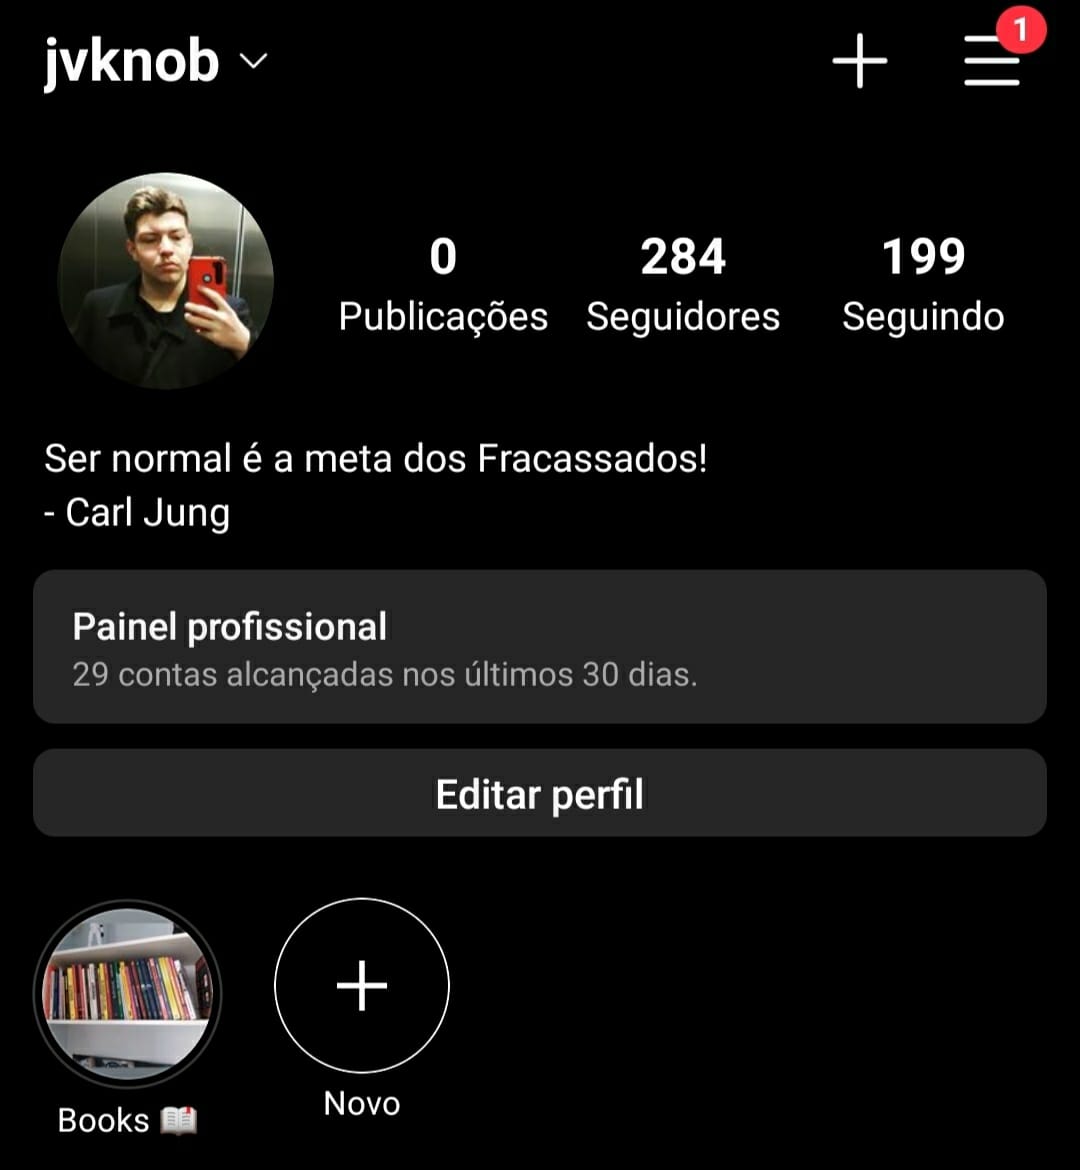 jvknob
1
0
284
199
Publicações
Seguidores
Seguindo
Ser normal é a meta dos Fracassados!
- Carl Jung
Painel profissional
29 contas alcançadas nos últimos 30 dias.
Editar perfil
Books 📖
Novo